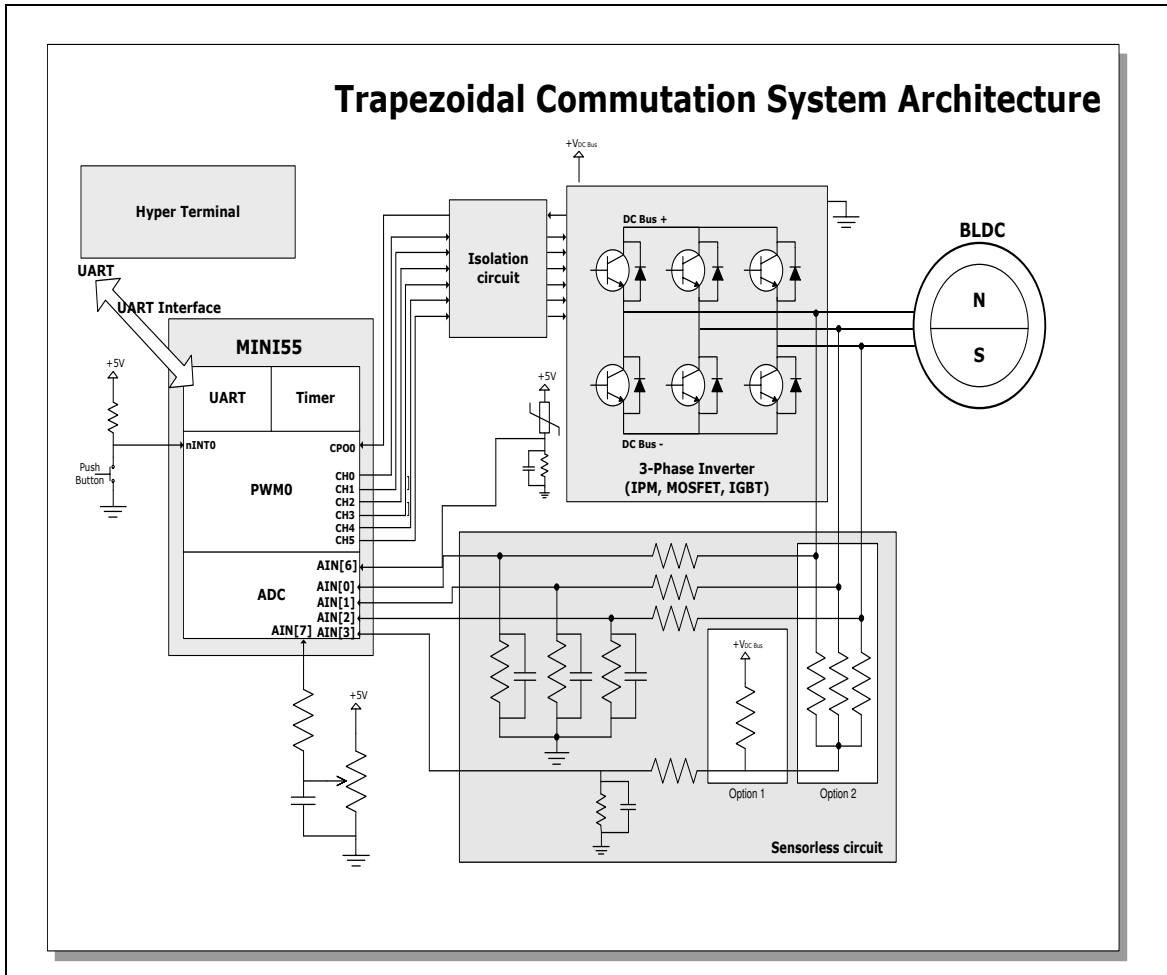 Trapezoidal Commutation System Architecture
+VDC Bus
Hyper Terminal
UART
UART Interface
Isolation
circuit
DC Bus +
BLDC
N
S
MINI55
+5V
UART
Timer
+5V
nINT0
CPO0
Push
Button
PWM0
CH0
CH1
CH2
CH3
CH4
CH5
DC Bus -
3-Phase Inverter
(IPM, MOSFET, IGBT)
ADC
AIN[6]
AIN[0]
AIN[1]
AIN[2]
AIN[7]
AIN[3]
+VDC Bus
+5V
Option 1
Option 2
Sensorless circuit